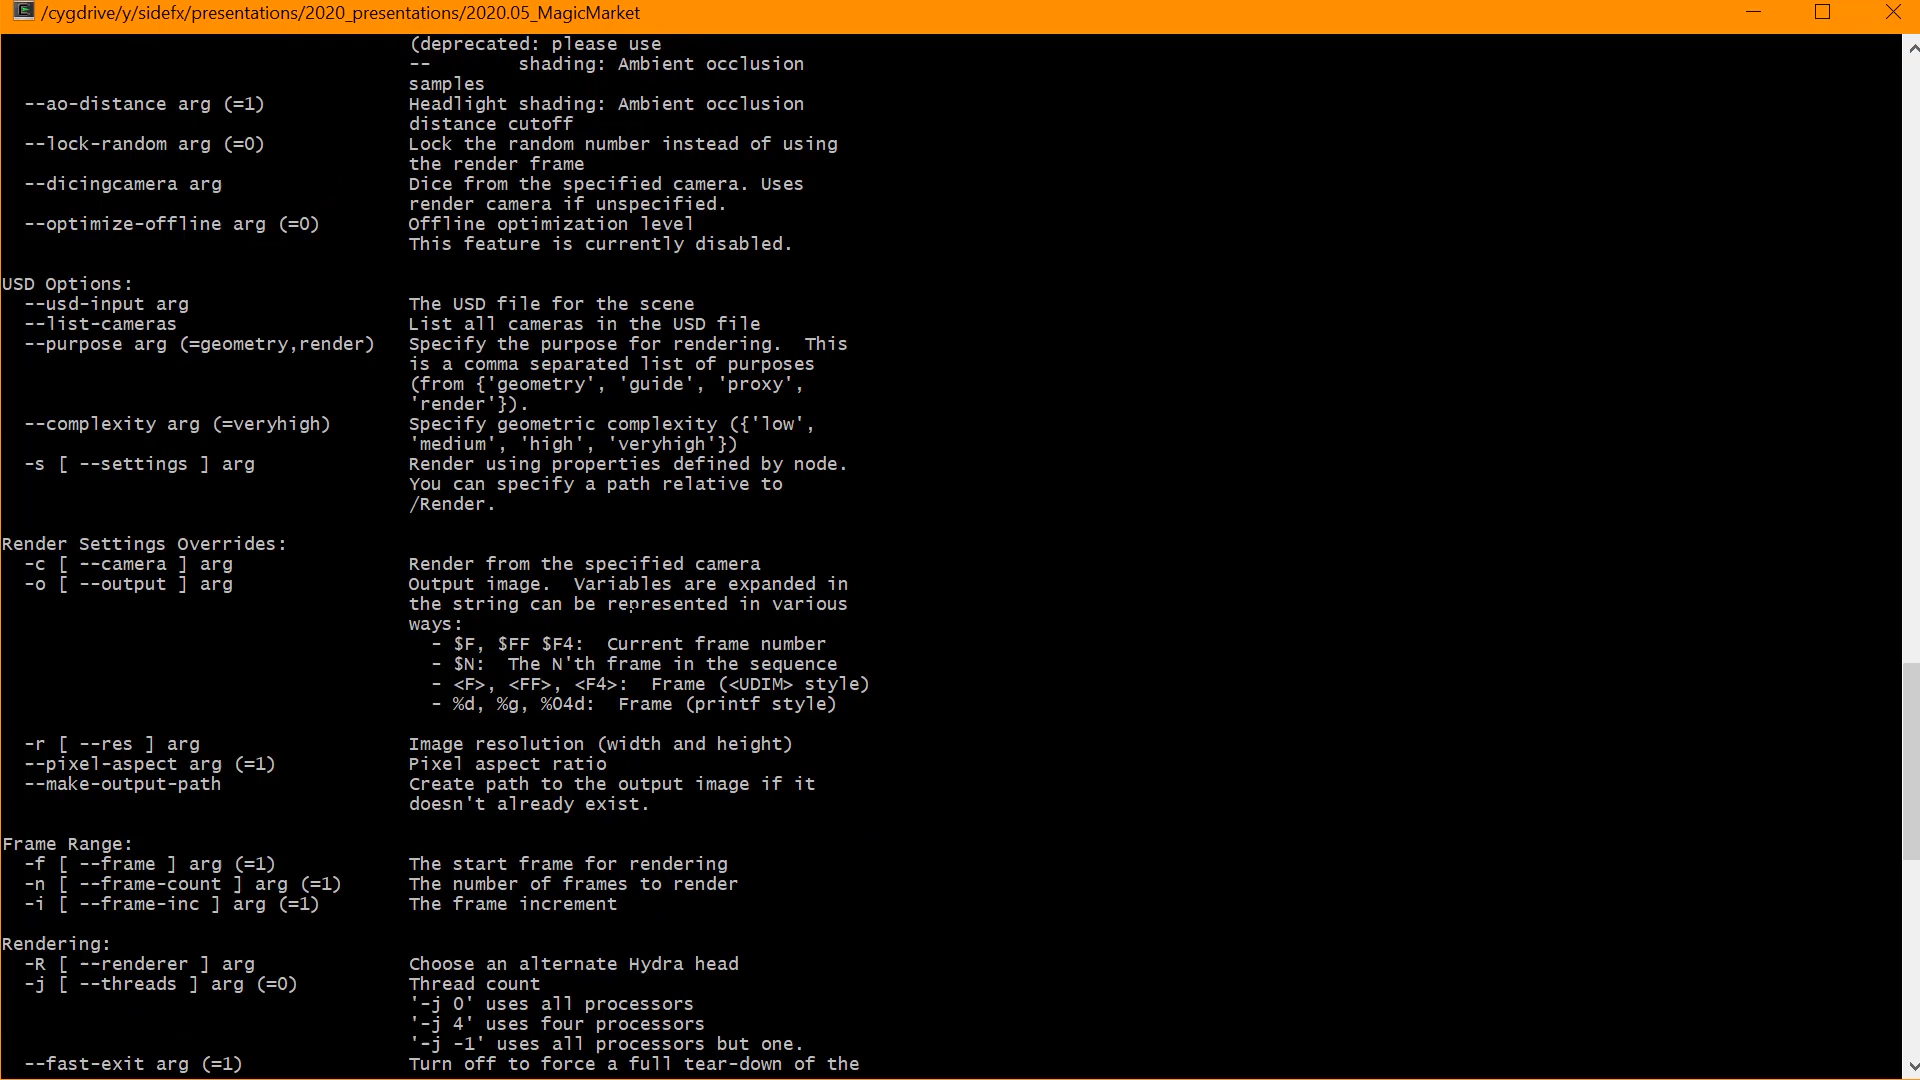 /cygdrive/y/sidefx/presentations/2020_presentations/2020.05_MagicMarket
(deprecated: please use
-- shading: Ambient occlusion
samples
--ao-distance arg (=1) Headlight shading: Ambient occlusion
distance cutoff
--lock-random arg (=0) Lock the random number instead of using
the render frame
--dicingcamera arg Dice from the specified camera. Uses
render camera if unspecified.
--optimize-offline arg (=0) Offline optimization level
This feature is currently disabled.
USD Options:
--usd-input arg The USD file for the scene
--list-cameras List all cameras in the USD file
--purpose arg (=geometry,render) Specify the purpose for rendering. This
is a comma separated list of purposes
(from {'geometry', 'guide', 'proxy',
'render'}).
--complexity arg (=veryhigh) Specify geometric complexity ({'low',
'medium', 'high', 'veryhigh'})
-s [ --settings ] arg Render using properties defined by node.
You can specify a path relative to
/Render.
Render Settings Overrides:
-c [ --camera ] arg Render from the specified camera
-o [ --output ] arg Output image. Variables are expanded in
the string can be represented in various
ways:
- $F, $FF $F4: Current frame number
- $N: The N'th frame in the sequence
- <F>, <FF>, <F4>: Frame (<UDIM> style)
- %d, %g, %04d: Frame (printf style)
-r [ --res ] arg Image resolution (width and height)
--pixel-aspect arg (=1) Pixel aspect ratio
--make-output-path Create path to the output image if it
doesn't already exist.
Frame Range:
-f [ --frame ] arg (=1) The start frame for rendering
-n [ --frame-count ] arg (=1) The number of frames to render
-i [ --frame-inc ] arg (=1) The frame increment
Rendering:
-R [ --renderer ] arg Choose an alternate Hydra head
-j [ --threads ] arg (=0) Thread count
'-j 0' uses all processors
'-j 4' uses four processors
'-j -1' uses all processors but one.
--fast-exit arg (=1) Turn off to force a full tear-down of the